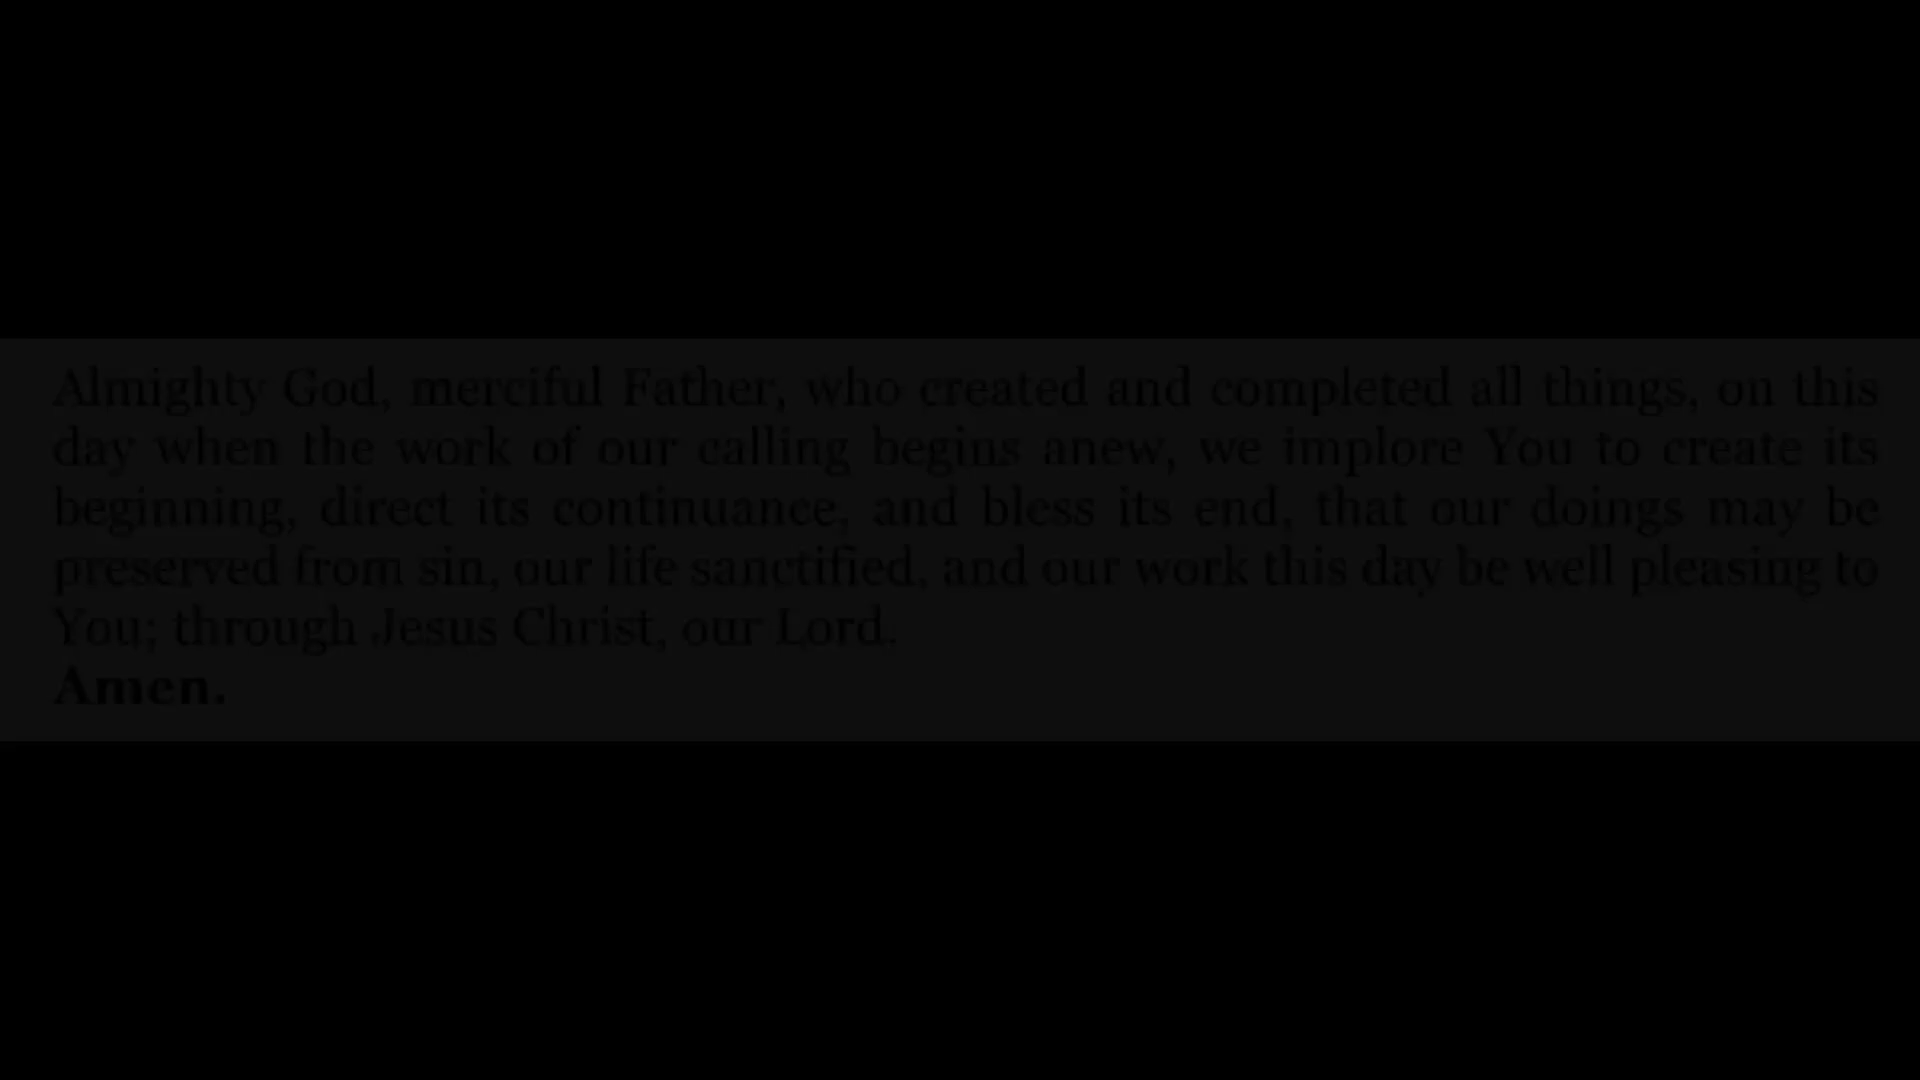 Almighty God, merciful Father, who created and completed all things, on this
day when the work of our calling begins anew, we implore You to create its
beginning, direct its continuance, and bless its end, that our doings may be
preserved from sin, our life sanctified, and our work this day be well pleasing to
You; through Jesus Christ, our Lord.
Amen.